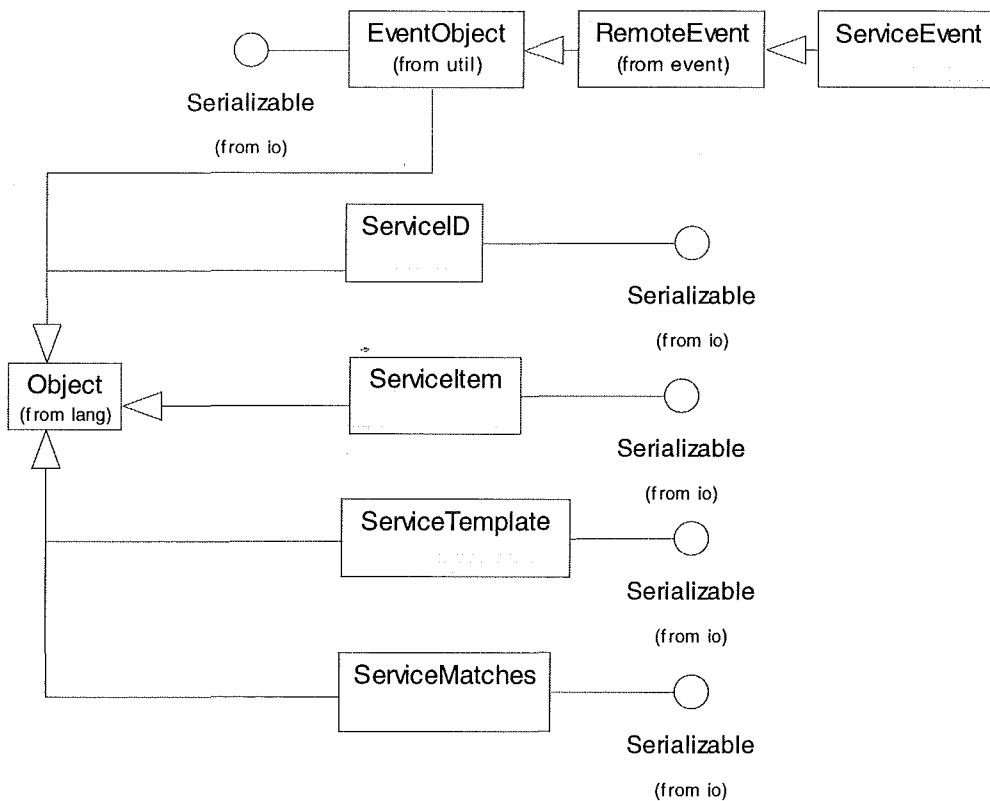 EventObject
(from util)
RemoteEvent
(from event)
ServiceEvent
Serializable
(from io)
ServiceID
Serializable
(from io)
Object
(from lang)
ServiceItem
Serializable
(from io)
ServiceTemplate
Serializable
(from io)
ServiceMatches
Serializable
(from io)